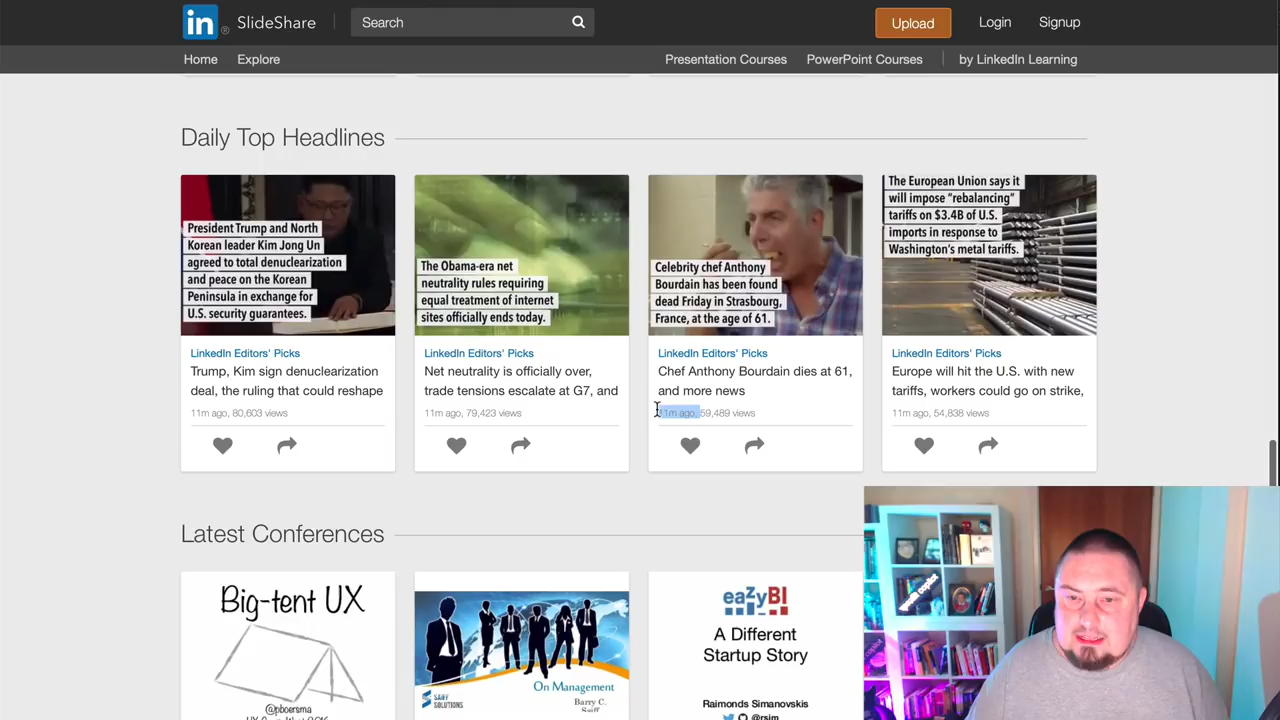 in ® SlideShare Search Upload Login Signup
Home Explore Presentation Courses PowerPoint Courses by LinkedIn Learning
Daily Top Headlines
President Trump and North
Korean leader Kim Jong Un
agreed to total denuclearization
and peace on the Korean
Peninsula in exchange for
U.S. security guarantees.
LinkedIn Editors' Picks
Trump, Kim sign denuclearization
deal, the ruling that could reshape
11m ago, 80,603 views
The Obama-era net
neutrality rules requiring
equal treatment of internet
sites officially ends today.
LinkedIn Editors' Picks
Net neutrality is officially over,
trade tensions escalate at G7, and
11m ago, 79,423 views
Celebrity chef Anthony
Bourdain has been found
dead Friday in Strasbourg,
France, at the age of 61.
LinkedIn Editors' Picks
Chef Anthony Bourdain dies at 61,
and more news
11m ago, 59,489 views
The European Union says it
will impose “rebalancing”
tariffs on $3.4B of U.S.
imports in response to
Washington's metal tariffs.
LinkedIn Editors' Picks
Europe will hit the U.S. with new
tariffs, workers could go on strike,
11m ago, 54,838 views
Latest Conferences
Big-tent UX
@pboersma
SAIFF
SOLUTIONS
On Management
Barry C.
Saiff
eaZyBI
A Different
Startup Story
Raimonds Simanovskis
@rsim